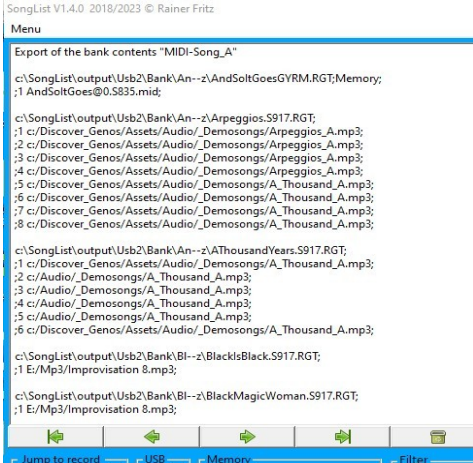 SongList V1.4.0 2018/2023 © Rainer Fritz
Menu
Export of the bank contents "MIDI-Song_A"
c:\SongList\output\Usb2\Bank\An--z\AndSoltGoesGYRM.RGT;Memory;
;1 AndSoltGoes@0.S835.mid;
c:\SongList\output\Usb2\Bank\An--z\Arpeggios.S917.RGT;
;1 c:/Discover_Genos/Assets/Audio/_Demosongs/Arpeggios_A.mp3;
;2 c:/Discover_Genos/Assets/Audio/_Demosongs/Arpeggios_A.mp3;
;3 c:/Discover_Genos/Assets/Audio/_Demosongs/Arpeggios_A.mp3;
;4 c:/Discover_Genos/Assets/Audio/_Demosongs/Arpeggios_A.mp3;
;5 c:/Discover_Genos/Assets/Audio/_Demosongs/A_Thousand_A.mp3;
;6 c:/Discover_Genos/Assets/Audio/_Demosongs/A_Thousand_A.mp3;
;7 c:/Discover_Genos/Assets/Audio/_Demosongs/A_Thousand_A.mp3;
;8 c:/Discover_Genos/Assets/Audio/_Demosongs/A_Thousand_A.mp3;
c:\SongList\output\Usb2\Bank\An--z\AThousandYears.S917.RGT;
;1 c:/Discover_Genos/Assets/Audio/_Demosongs/A_Thousand_A.mp3;
;2 c:/Audio/_Demosongs/A_Thousand_A.mp3;
;3 c:/Audio/_Demosongs/A_Thousand_A.mp3;
;4 c:/Audio/_Demosongs/A_Thousand_A.mp3;
;5 c:/Audio/_Demosongs/A_Thousand_A.mp3;
;6 c:/Discover_Genos/Assets/Audio/_Demosongs/A_Thousand_A.mp3;
c:\SongList\output\Usb2\Bank\Bl--z\BlackIsBlack.S917.RGT;
;1 E:/Mp3/Improvisation 8.mp3;
c:\SongList\output\Usb2\Bank\Bl--z\BlackMagicWoman.S917.RGT;
;1 E:/Mp3/Improvisation 8.mp3;
Jump to record USB Memory Filter